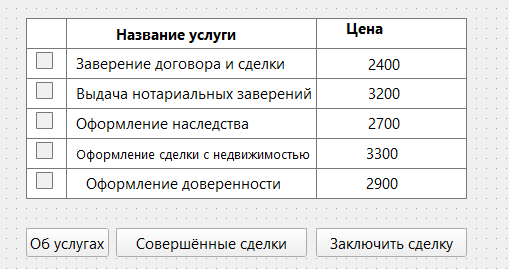 Название услуги Цена
Заверение договора и сделки 2400
Выдача нотариальных заверений 3200
Оформление наследства 2700
Оформление сделки с недвижимостью 3300
Оформление доверенности 2900
Об услугах Совершённые сделки Заключить сделку